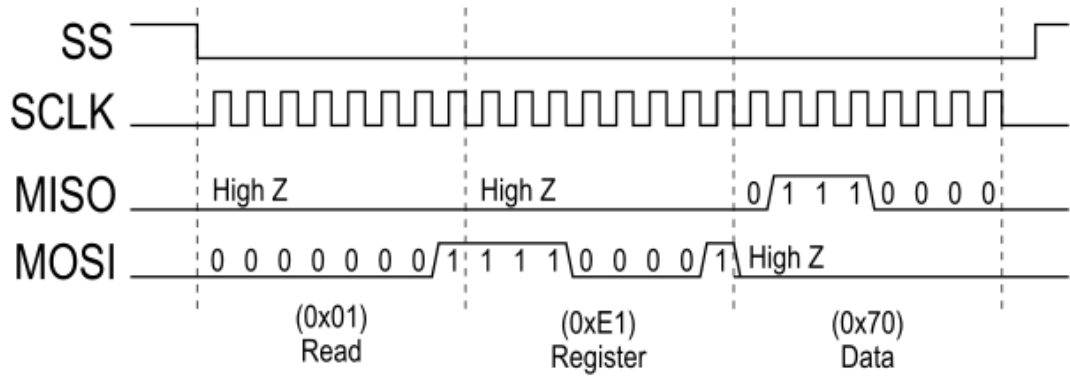 SS
SCLK
MISO High Z High Z 0 1 1 1 0 0 0 0
MOSI 0 0 0 0 0 0 0 1 1 1 1 0 0 0 0 1 High Z
(0x01) (0xE1) (0x70)
Read Register Data